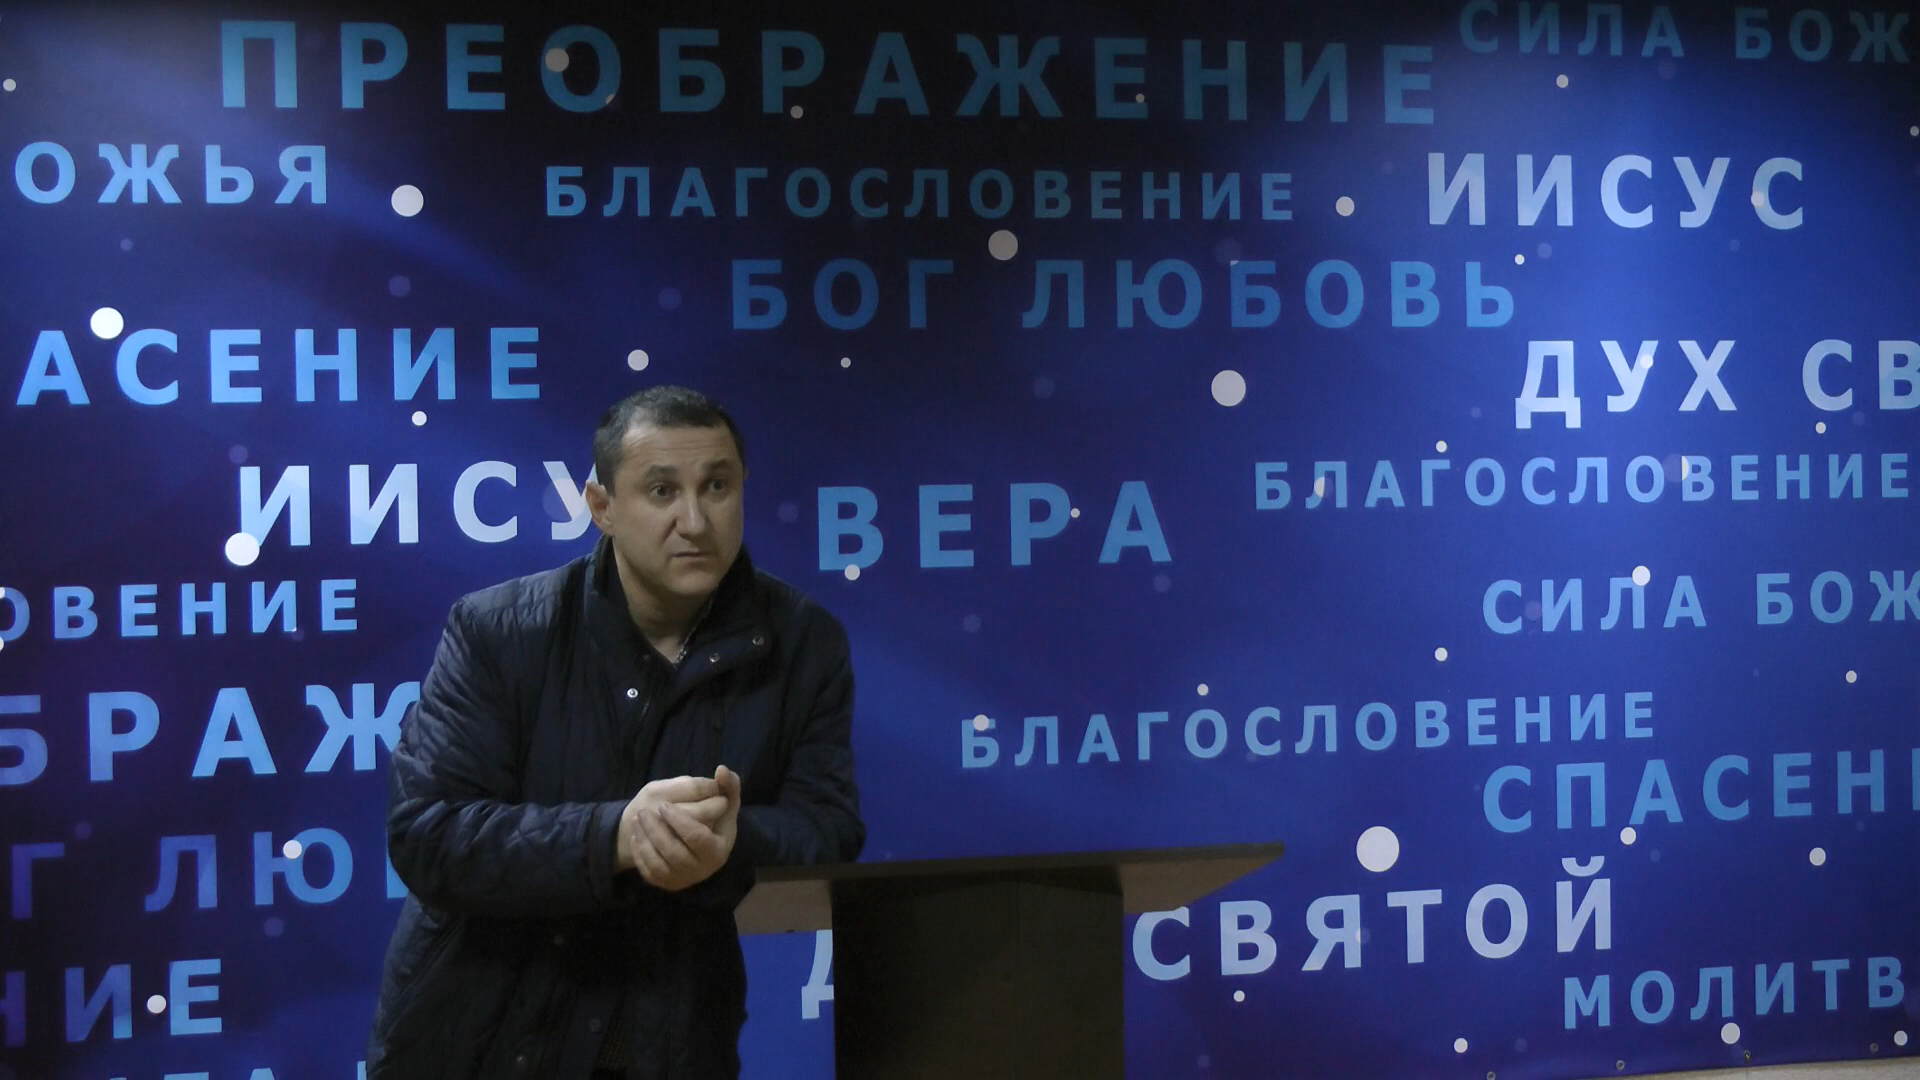 ПРЕОБРАЖЕНИЕ
СИЛА БОЖ
ОЖЬЯ
БЛАГОСЛОВЕНИЕ
ИИСУС
БОГ ЛЮБОВЬ
АСЕНИЕ
ДУХ СВ
ИИСУ
ВЕРА
БЛАГОСЛОВЕНИЕ
ОВЕНИЕ
СИЛА БОЖ
БРАЖ
БЛАГОСЛОВЕНИЕ
СПАСЕН
Г ЛЮ
Д СВЯТОЙ
НИЕ
МОЛИТВ